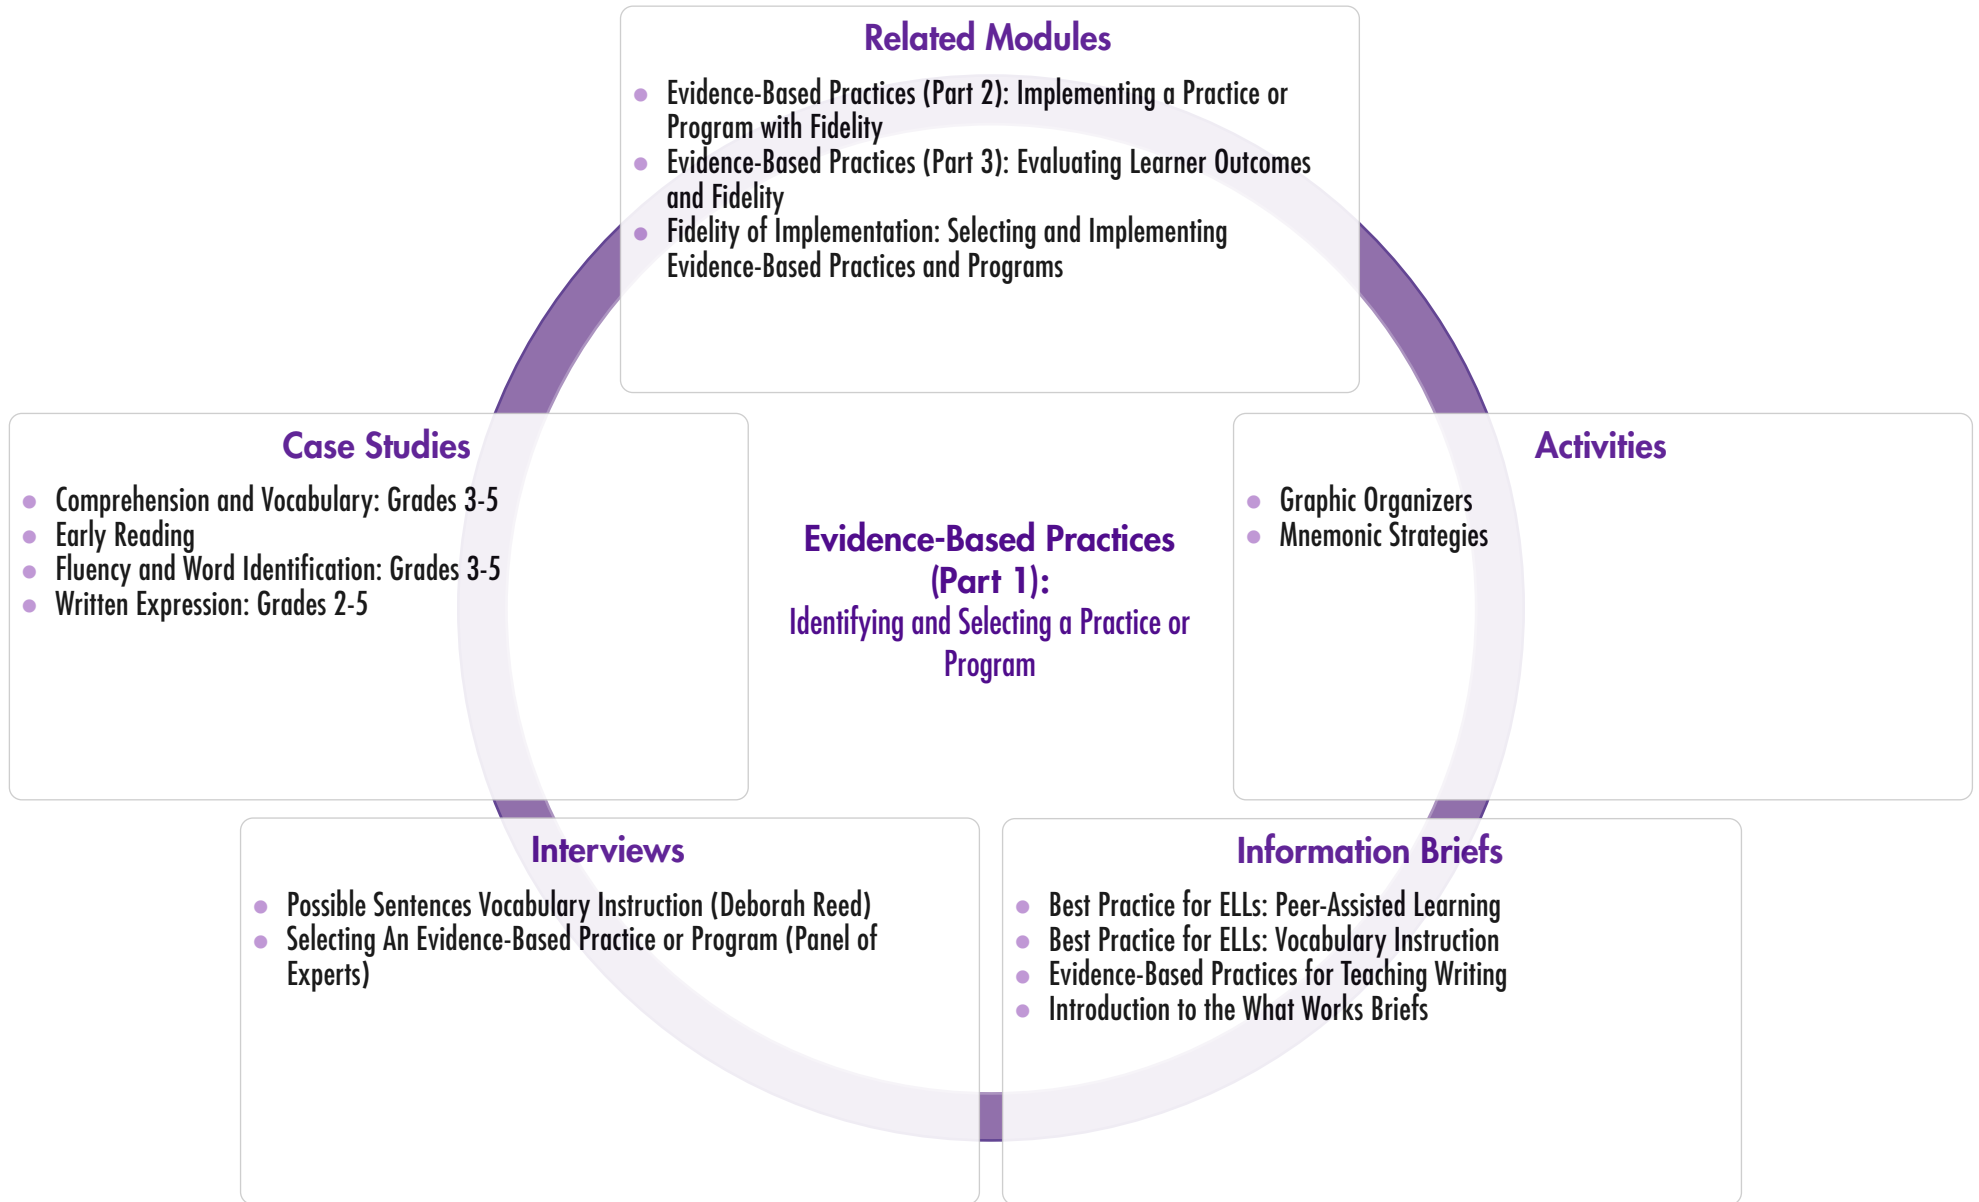 Related Modules
Evidence-Based Practices (Part 2): Implementing a Practice or
Program with Fidelity
Evidence-Based Practices (Part 3): Evaluating Learner Outcomes
and Fidelity
Fidelity of Implementation: Selecting and Implementing
Evidence-Based Practices and Programs
Case Studies
Comprehension and Vocabulary: Grades 3-5
Early Reading
Fluency and Word Identification: Grades 3-5
Written Expression: Grades 2-5
Evidence-Based Practices
(Part 1):
Identifying and Selecting a Practice or
Program
Activities
Graphic Organizers
Mnemonic Strategies
Interviews
Possible Sentences Vocabulary Instruction (Deborah Reed)
Selecting An Evidence-Based Practice or Program (Panel of
Experts)
Information Briefs
Best Practice for ELLs: Peer-Assisted Learning
Best Practice for ELLs: Vocabulary Instruction
Evidence-Based Practices for Teaching Writing
Introduction to the What Works Briefs